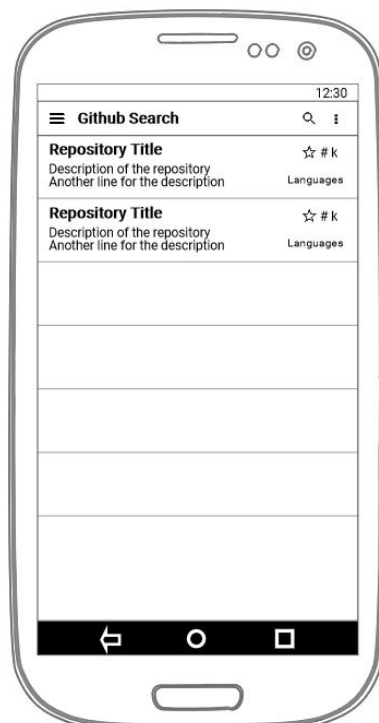 12:30
Github Search
Repository Title
# k
Description of the repository
Another line for the description
Languages
Repository Title
# k
Description of the repository
Another line for the description
Languages